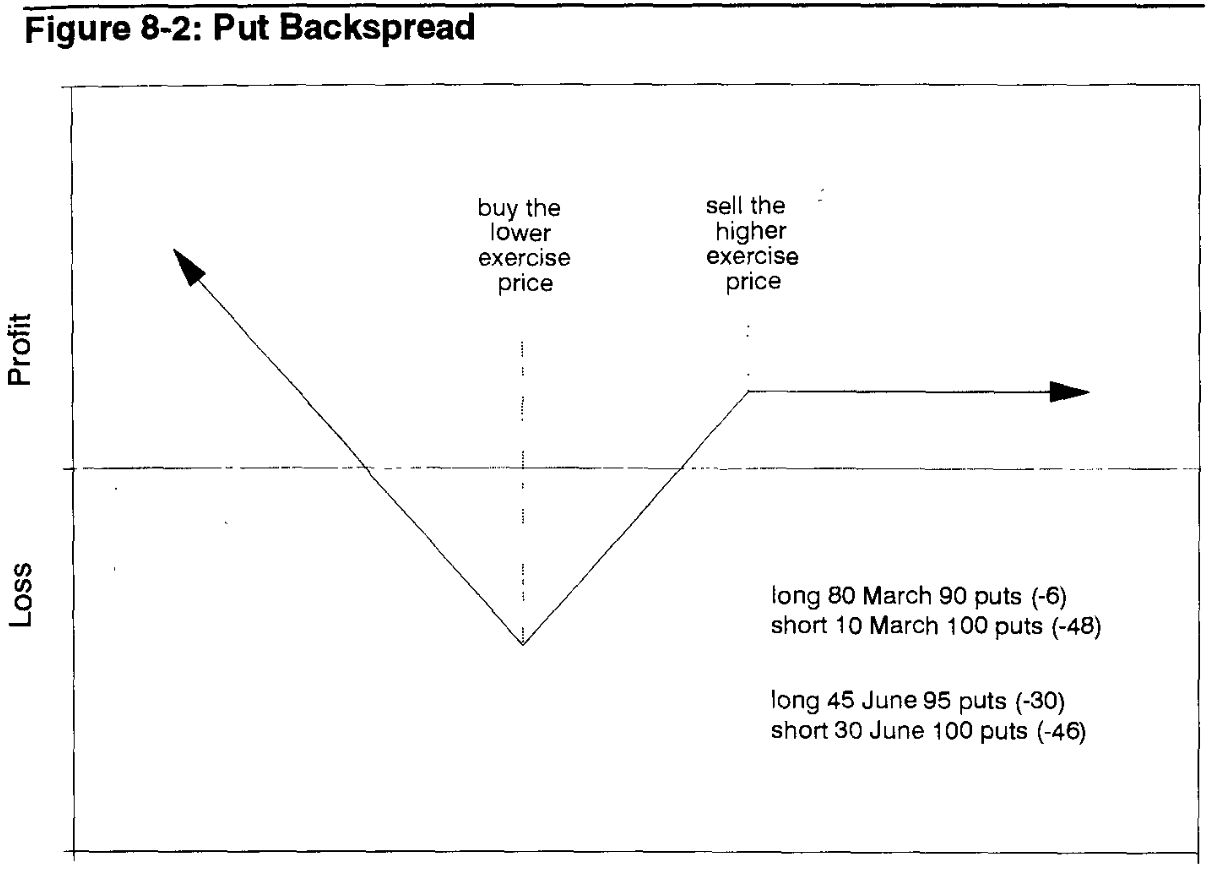 Figure 8-2: Put Backspread
buy the
lower
exercise
price
sell the
higher
exercise
price
Profit
Loss
long 80 March 90 puts (-6)
short 10 March 100 puts (-48)
long 45 June 95 puts (-30)
short 30 June 100 puts (-46)